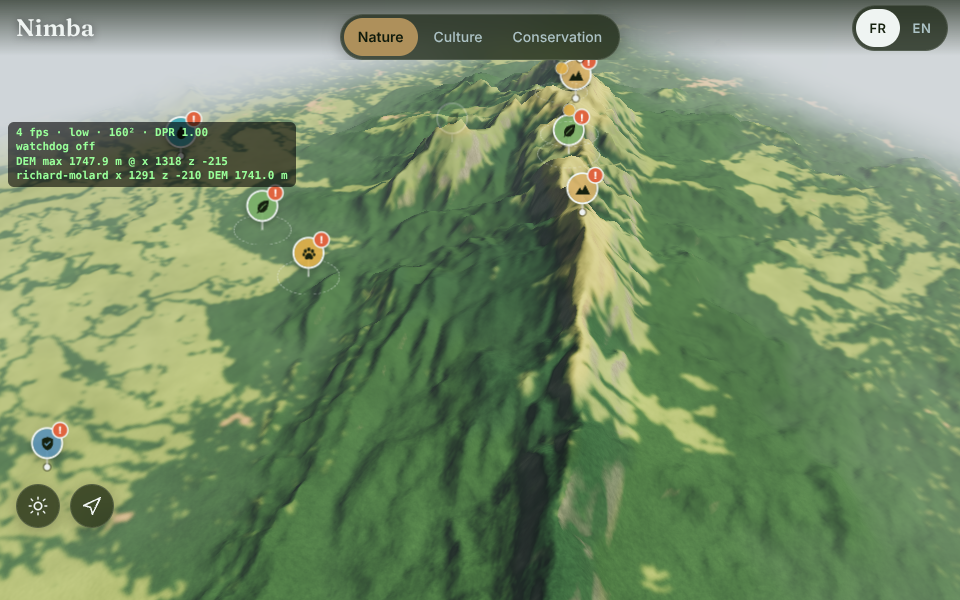 Nimba
Nature
Culture
Conservation
FR
EN
4 fps · low · 160² · DPR 1.00
watchdog off
DEM max 1747.9 m @ x 1318 z -215
richard-molard x 1291 z -210 DEM 1741.0 m